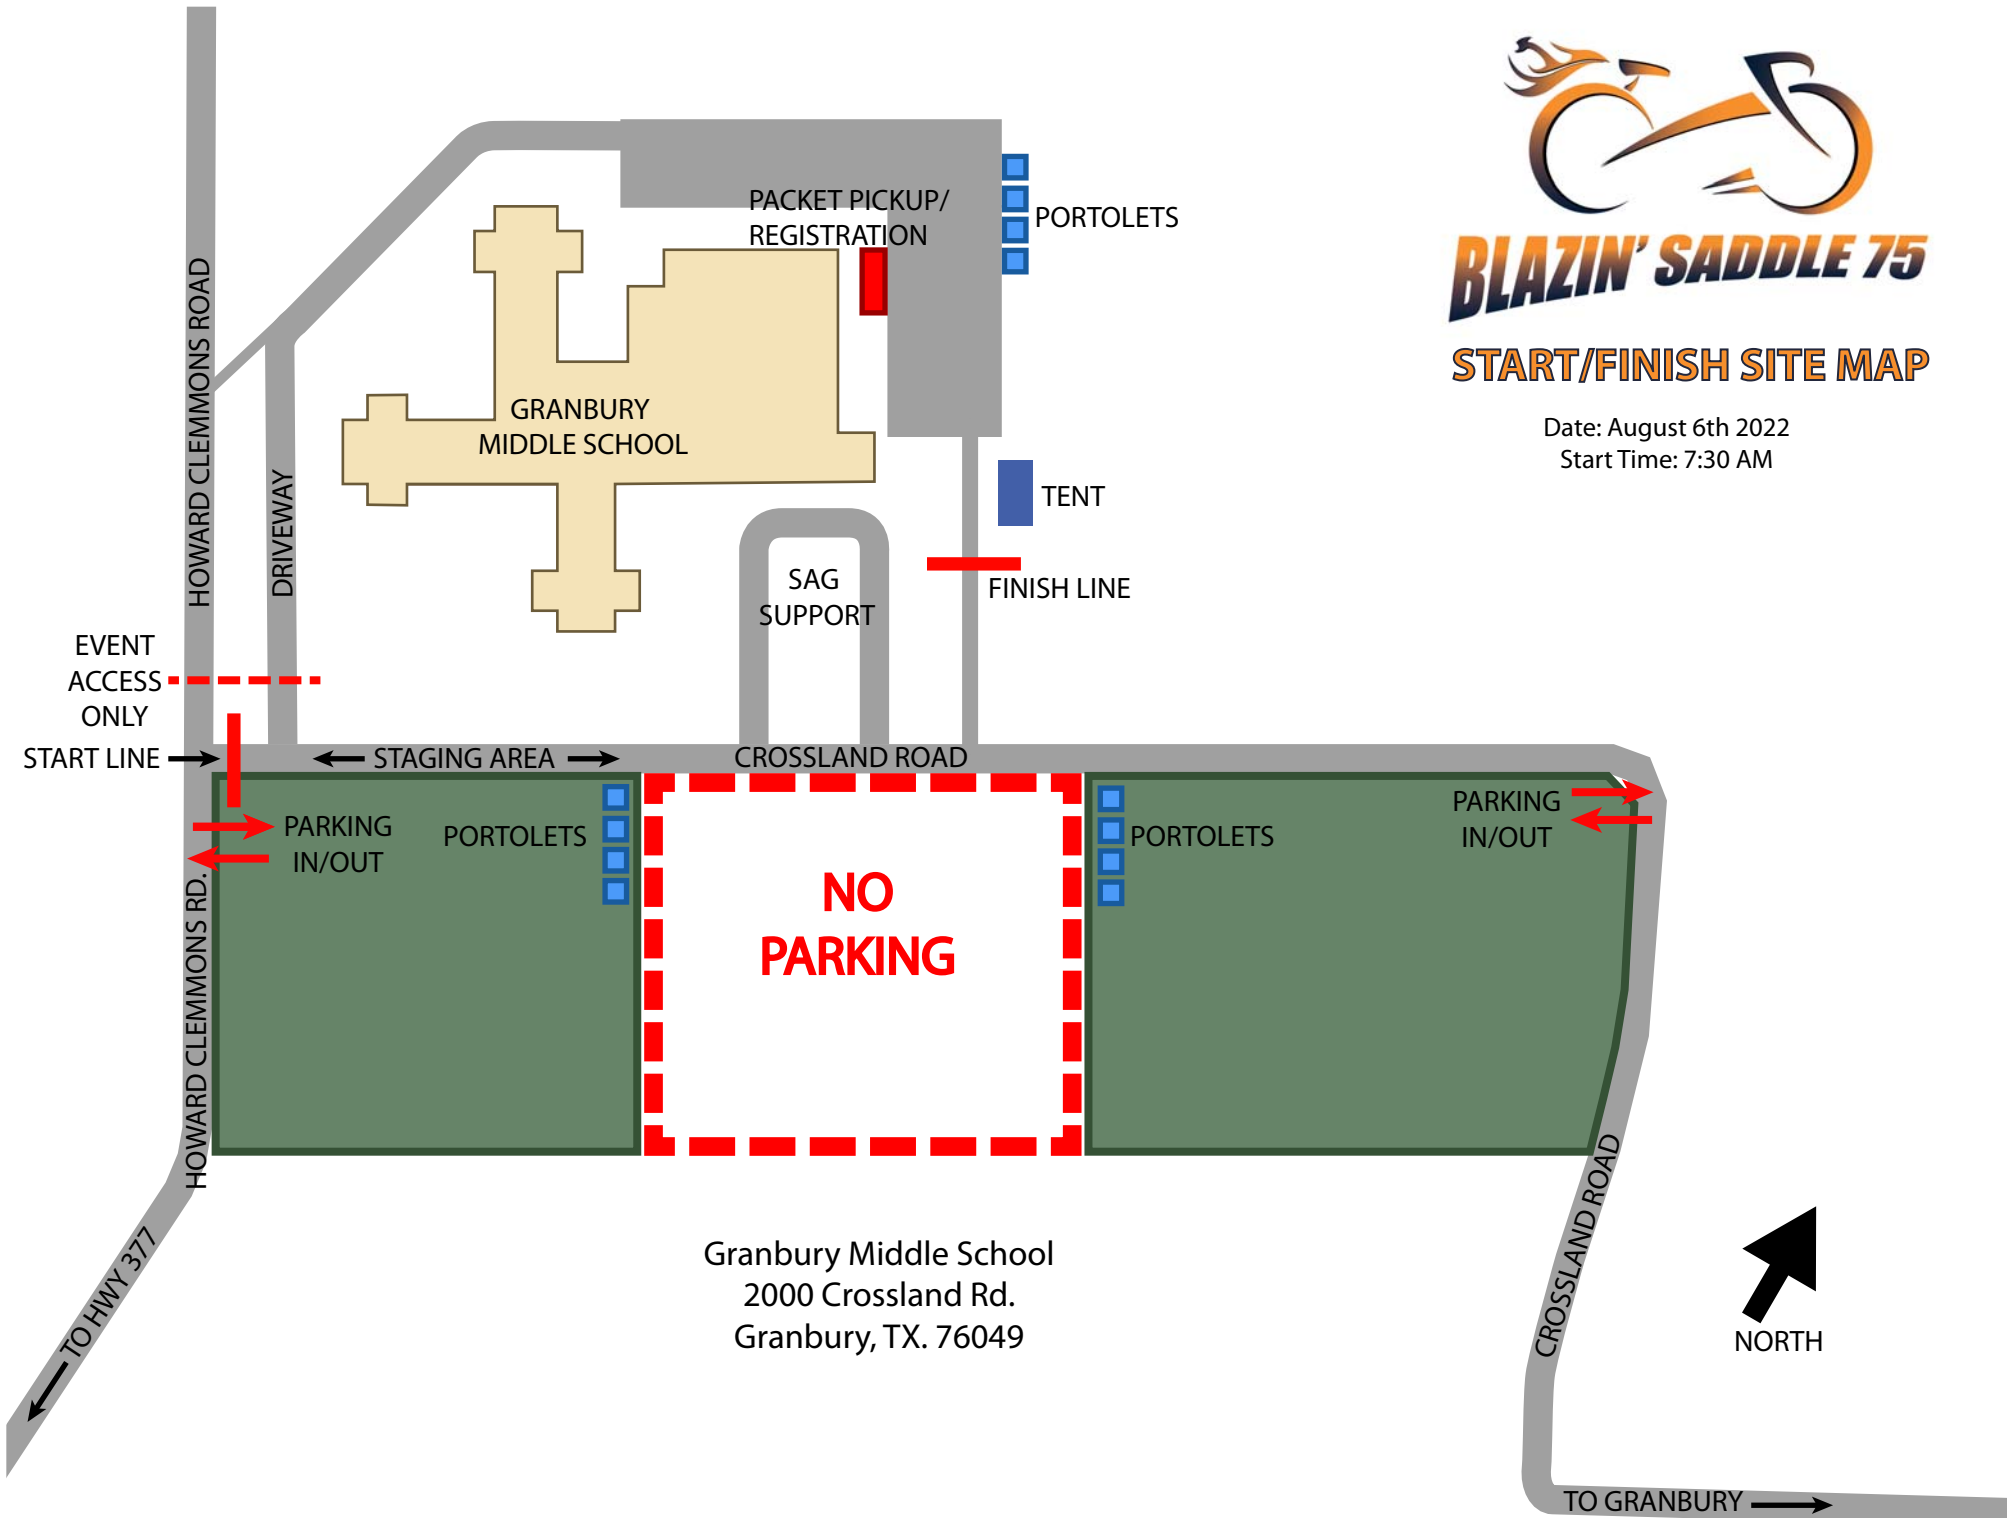 BLAZIN' SADDLE 75
START/FINISH SITE MAP
Date: August 6th 2022
Start Time: 7:30 AM
PACKET PICKUP/
REGISTRATION
PORTOLETS
HOWARD CLEMMONS ROAD
DRIVEWAY
GRANBURY
MIDDLE SCHOOL
TENT
SAG
SUPPORT
FINISH LINE
EVENT
ACCESS
ONLY
START LINE
STAGING AREA
CROSSLAND ROAD
PARKING
IN/OUT
PORTOLETS
NO
PARKING
PORTOLETS
PARKING
IN/OUT
HOWARD CLEMMONS RD.
TO HWY 377
Granbury Middle School
2000 Crossland Rd.
Granbury, TX. 76049
CROSSLAND ROAD
NORTH
TO GRANBURY